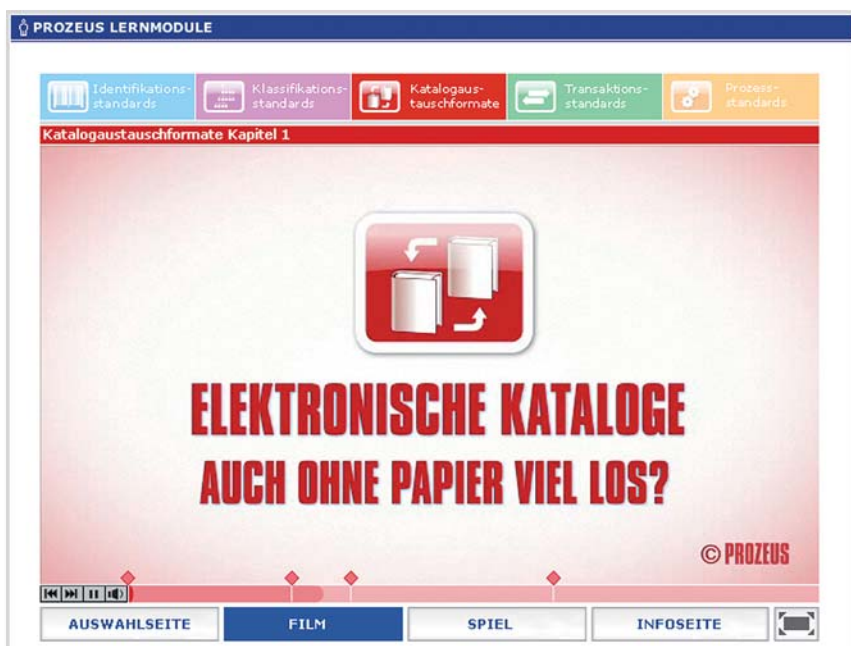 PROZEUS LERNMODULE
Identifikations-
standards
Klassifikations-
standards
Katalogaus-
tauschformate
Transaktions-
standards
Prozess-
standards
Katalogaustauschformate Kapitel 1
ELEKTRONISCHE KATALOGE
AUCH OHNE PAPIER VIEL LOS?
© PROZEUS
AUSWAHLSEITE
FILM
SPIEL
INFOSEITE